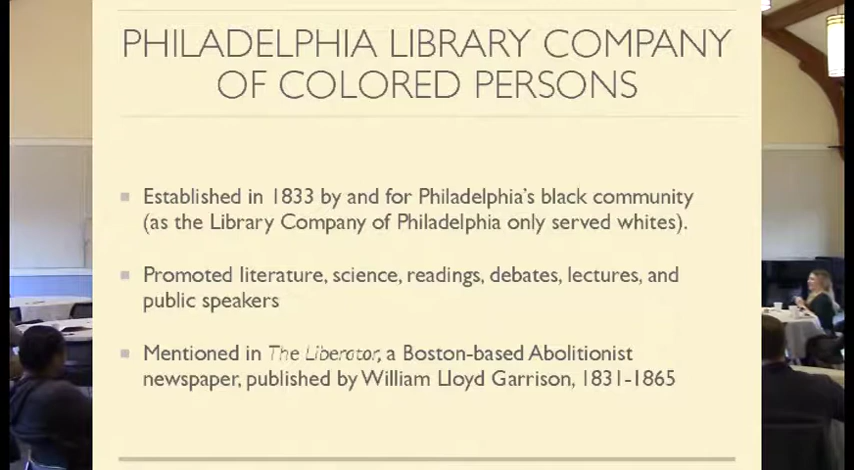 PHILADELPHIA LIBRARY COMPANY
OF COLORED PERSONS
Established in 1833 by and for Philadelphia's black community
(as the Library Company of Philadelphia only served whites).
Promoted literature, science, readings, debates, lectures, and
public speakers
Mentioned in The Liberator, a Boston-based Abolitionist
newspaper, published by William Lloyd Garrison, 1831-1865